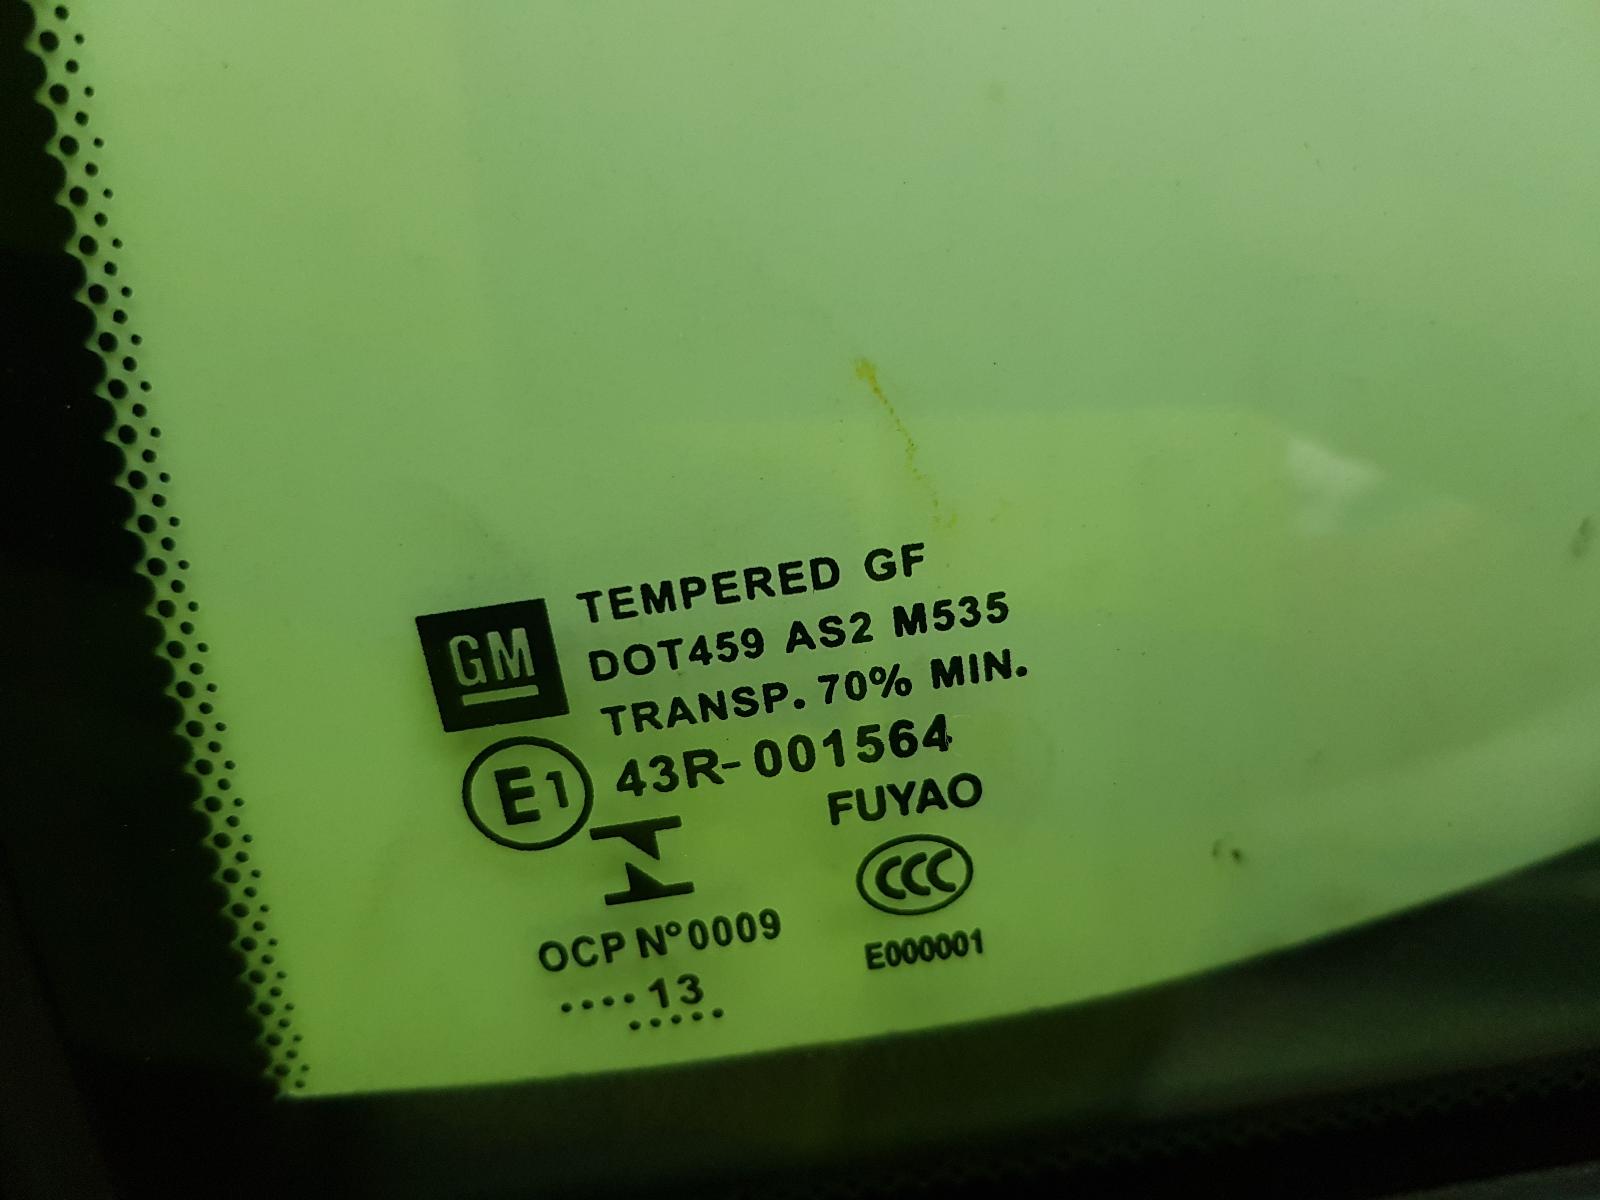 GM
TEMPERED GF
DOT459 AS2 M535
TRANSP. 70% MIN.
E1 43R-001564
FUYAO
CCC
OCP N°0009
E000001
....13
.....